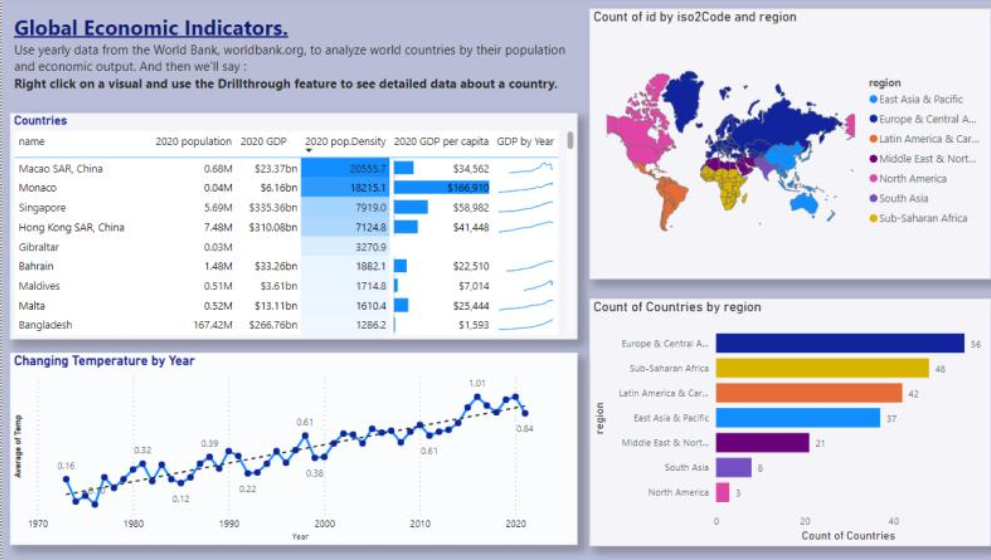 Global Economic Indicators.
Use yearly data from the World Bank, worldbank.org, to analyze world countries by their population
and economic output. And then we'll say :
Right click on a visual and use the Drillthrough feature to see detailed data about a country.
Countries
name 2020 population 2020 GDP 2020 pop.Density 2020 GDP per capita GDP by Year
Macao SAR, China 0.68M $23.37bn 20555.7 $34,562
Monaco 0.04M $6.16bn 18215.1 $166,910
Singapore 5.69M $335.36bn 7919.0 $58,982
Hong Kong SAR, China 7.48M $310.08bn 7124.8 $41,448
Gibraltar 0.03M 3270.9
Bahrain 1.48M $33.26bn 1882.1 $22,510
Maldives 0.51M $3.61bn 1714.8 $7,014
Malta 0.52M $13.11bn 1610.4 $25,444
Bangladesh 167.42M $266.76bn 1286.2 $1,593
Changing Temperature by Year
Average of Temp
0.16
0.32
0.12
0.39
0.22
0.61
0.38
0.61
1.01
0.84
1970 1980 1990 2000 2010 2020
Year
Count of id by iso2Code and region
region
East Asia & Pacific
Europe & Central A...
Latin America & Car...
Middle East & Nort...
North America
South Asia
Sub-Saharan Africa
Count of Countries by region
region
Europe & Central A... 56
Sub-Saharan Africa 48
Latin America & Car... 42
East Asia & Pacific 37
Middle East & Nort... 21
South Asia 8
North America 3
0 20 40
Count of Countries